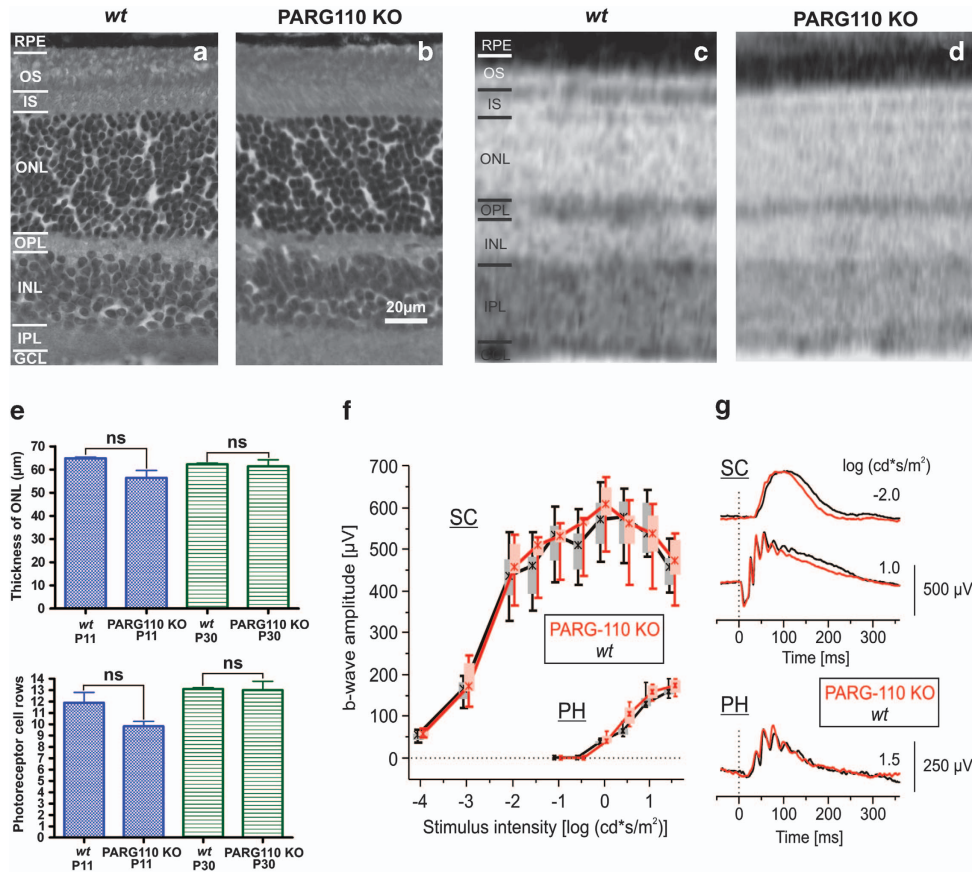 wt
PARG110 KO
wt
PARG110 KO
a
b
c
d
RPE
OS
IS
ONL
OPL
INL
IPL
GCL
20µm
RPE
OS
IS
ONL
OPL
INL
IPL
GCL
e
Thickness of ONL (µm)
70
60
50
40
30
20
10
0
ns
ns
wt
P11
PARG110 KO
P11
wt
P30
PARG110 KO
P30
Photoreceptor cell rows
14
13
12
11
10
9
8
7
6
5
4
3
2
1
0
ns
ns
wt
P11
PARG110 KO
P11
wt
P30
PARG110 KO
P30
f
b-wave amplitude [µV]
700
600
500
400
300
200
100
0
SC
PARG-110 KO
wt
PH
-4 -3 -2 -1 0 1
Stimulus intensity [log (cd*s/m²)]
g
SC
log (cd*s/m²)
-2.0
1.0
500 µV
0 100 200 300
Time [ms]
PARG-110 KO
wt
PH
1.5
250 µV
0 100 200 300
Time [ms]